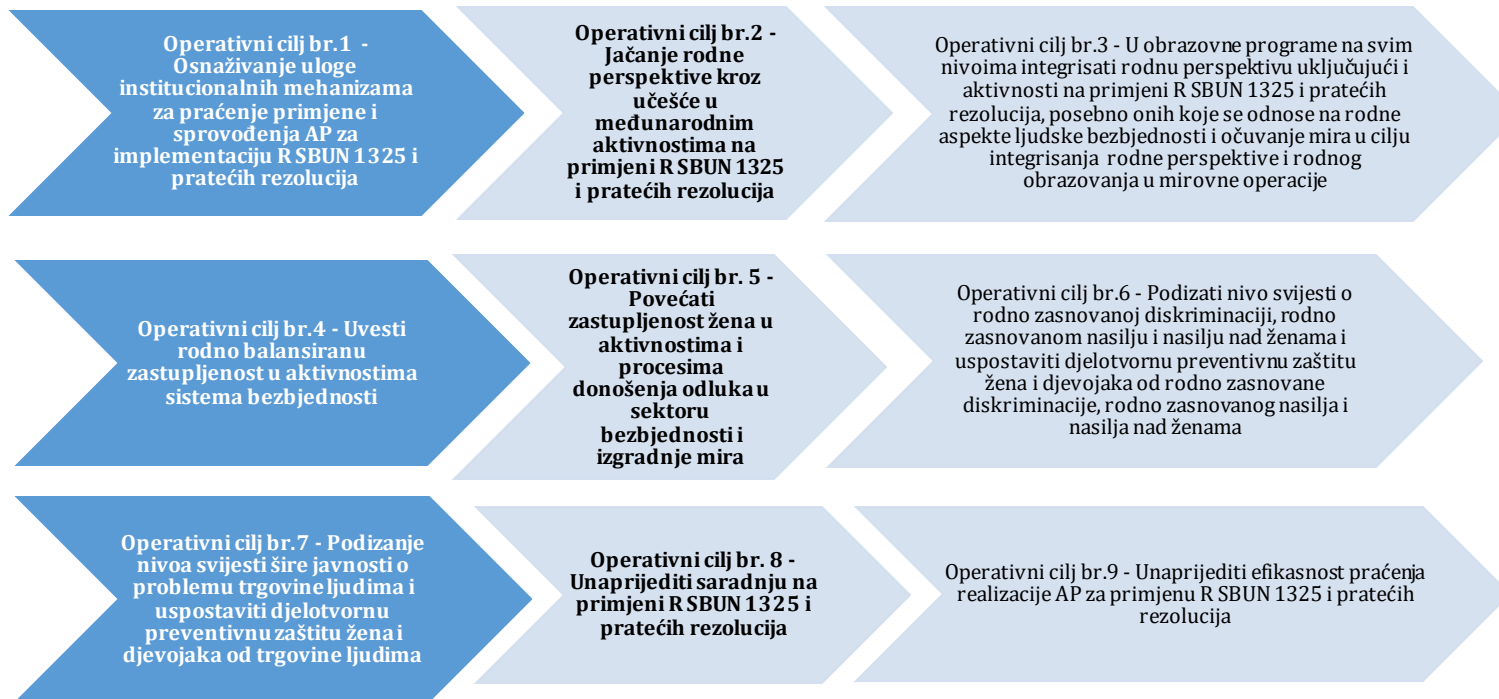 Operativni cilj br.1 -
Osnaživanje uloge
institucionalnih mehanizama
za praćenje primjene i
sprovođenja AP za
implementaciju R SBUN 1325 i
pratećih rezolucija
Operativni cilj br.2 -
Jačanje rodne
perspektive kroz
učešće u
međunarodnim
aktivnostima na
primjeni R SBUN 1325
i pratećih rezolucija
Operativni cilj br.3 - U obrazovne programe na svim
nivoima integrisati rodnu perspektivu uključujući i
aktivnosti na primjeni R SBUN 1325 i pratećih
rezolucija, posebno onih koje se odnose na rodne
aspekte ljudske bezbjednosti i očuvanje mira u cilju
integrisanja rodne perspektive i rodnog
obrazovanja u mirovne operacije
Operativni cilj br.4 - Uvesti
rodno balansiranu
zastupljenost u aktivnostima
sistema bezbjednosti
Operativni cilj br. 5 -
Povećati
zastupljenost žena u
aktivnostima i
procesima
donošenja odluka u
sektoru
bezbjednosti i
izgradnje mira
Operativni cilj br.6 - Podizati nivo svijesti o
rodno zasnovanoj diskriminaciji, rodno
zasnovanom nasilju i nasilju nad ženama i
uspostaviti djelotvornu preventivnu zaštitu
žena i djevojaka od rodno zasnovane
diskriminacije, rodno zasnovanog nasilja i
nasilja nad ženama
Operativni cilj br.7 - Podizanje
nivoa svijesti šire javnosti o
problemu trgovine ljudima i
uspostaviti djelotvornu
preventivnu zaštitu žena i
djevojaka od trgovine ljudima
Operativni cilj br. 8 -
Unaprijediti saradnju na
primjeni R SBUN 1325 i
pratećih rezolucija
Operativni cilj br.9 - Unaprijediti efikasnost praćenja
realizacije AP za primjenu R SBUN 1325 i pratećih
rezolucija